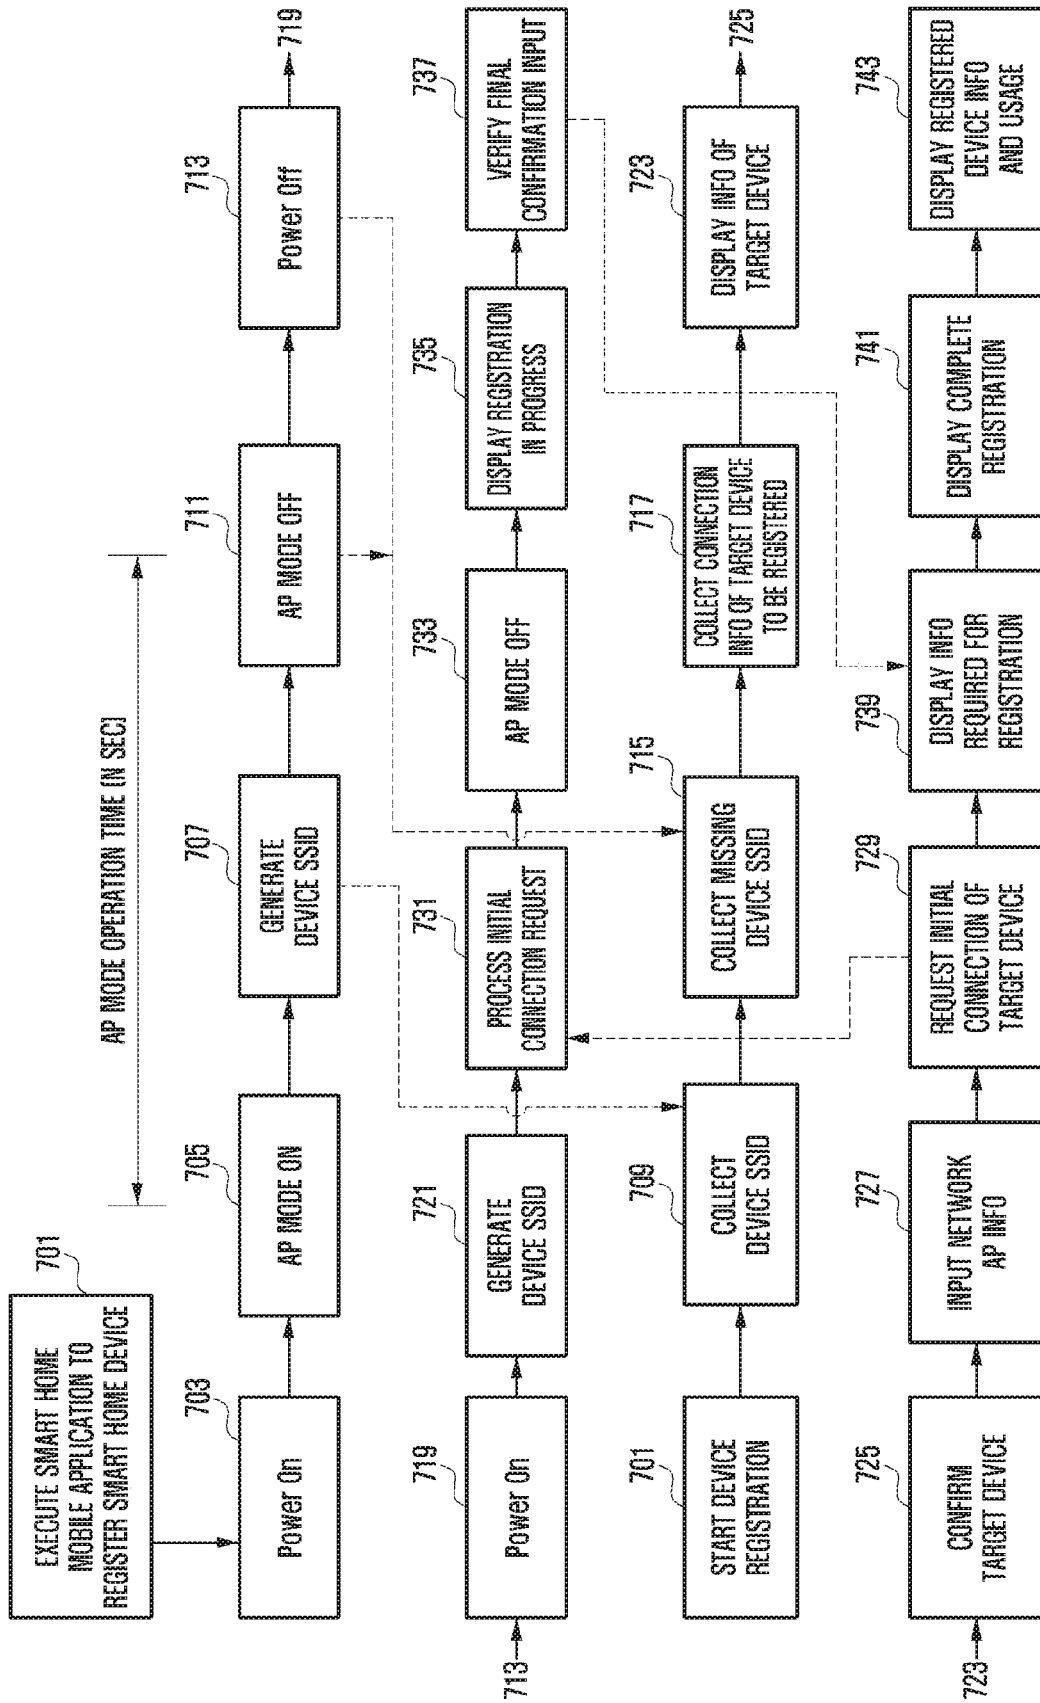 701
EXECUTE SMART HOME
MOBILE APPLICATION TO
REGISTER SMART HOME DEVICE
AP MODE OPERATION TIME (N SEC)
703
Power On
705
AP MODE ON
707
GENERATE
DEVICE SSID
711
AP MODE OFF
713
Power Off
719
713
719
Power On
721
GENERATE
DEVICE SSID
731
PROCESS INITIAL
CONNECTION REQUEST
733
AP MODE OFF
735
DISPLAY REGISTRATION
IN PROGRESS
737
VERIFY FINAL
CONFIRMATION INPUT
701
START DEVICE
REGISTRATION
709
COLLECT
DEVICE SSID
715
COLLECT MISSING
DEVICE SSID
717
COLLECT CONNECTION
INFO OF TARGET DEVICE
TO BE REGISTERED
723
DISPLAY INFO OF
TARGET DEVICE
725
723
725
CONFIRM
TARGET DEVICE
727
INPUT NETWORK
AP INFO
729
REQUEST INITIAL
CONNECTION OF
TARGET DEVICE
739
DISPLAY INFO
REQUIRED FOR
REGISTRATION
741
DISPLAY COMPLETE
REGISTRATION
743
DISPLAY REGISTERED
DEVICE INFO
AND USAGE